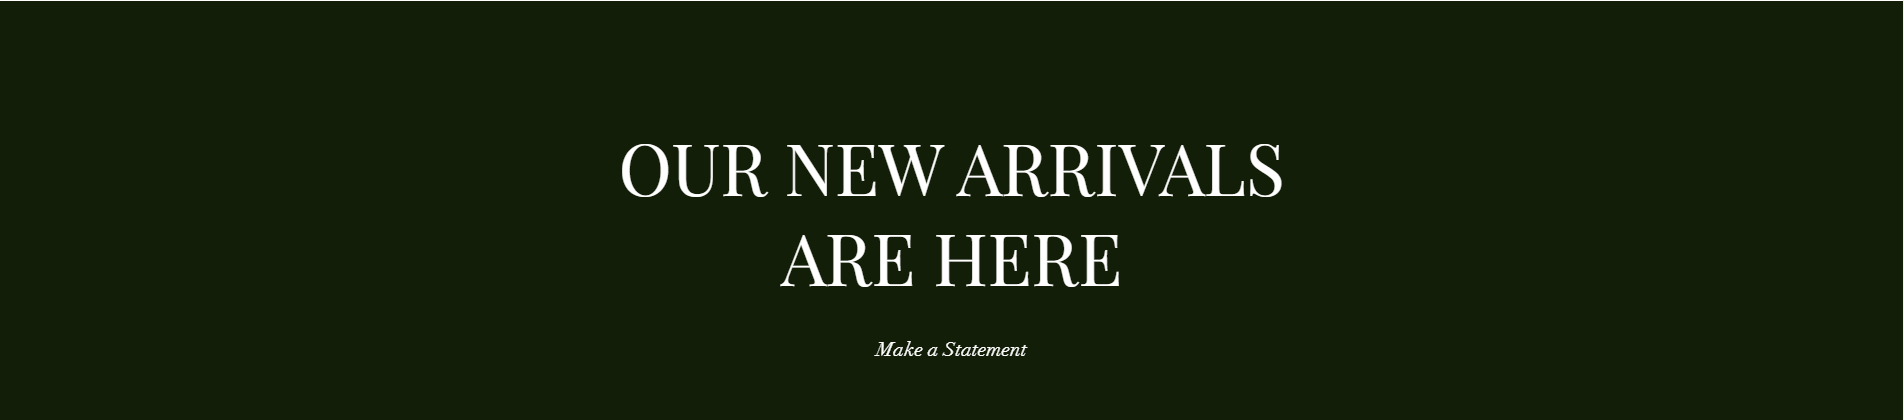 OUR NEW ARRIVALS
ARE HERE
Make a Statement